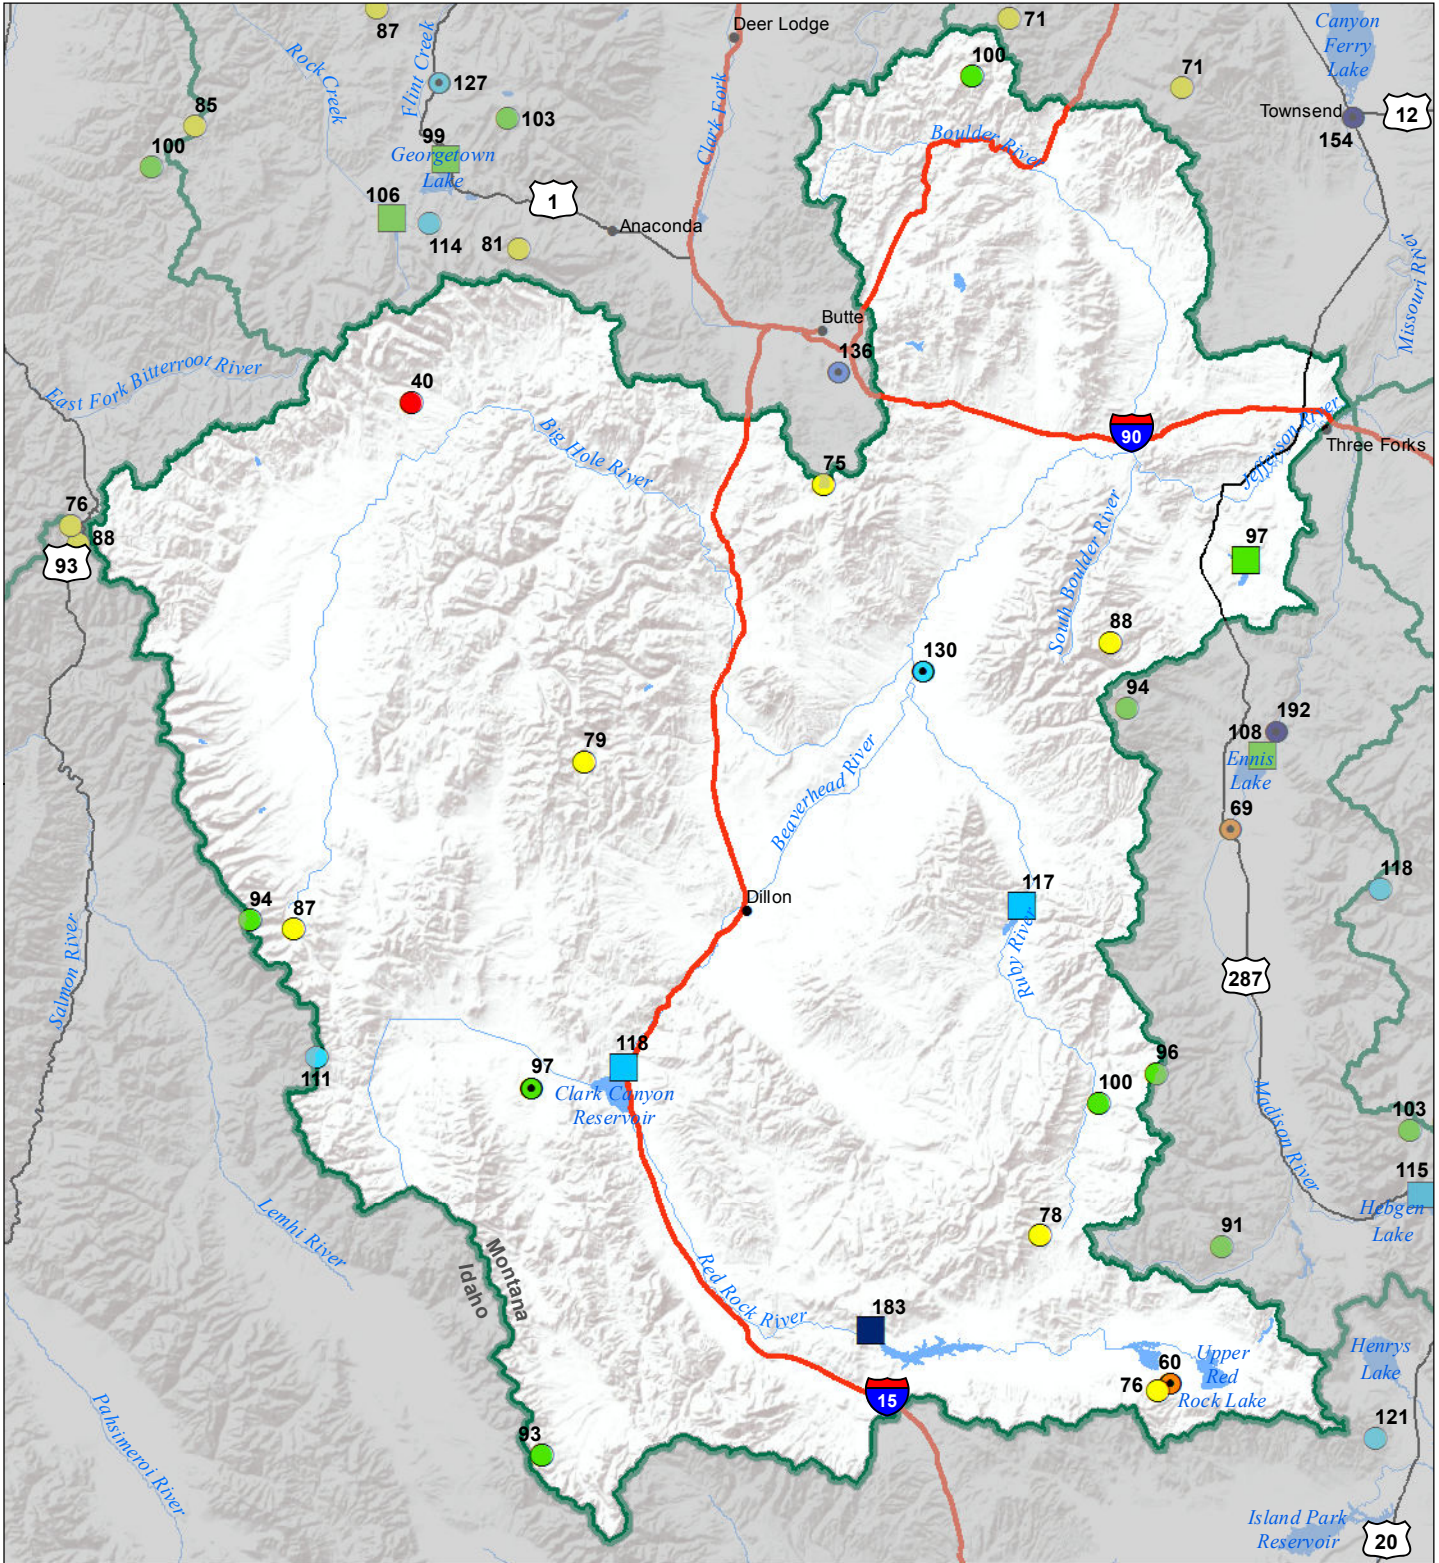 87
Deer Lodge
71
Canyon
Ferry
Lake
Rock Creek
Flint Creek
127
100
71
Townsend
12
154
85
103
Clark Fork
Boulder River
100
99
Georgetown
Lake
106
1
114
81
Anaconda
Missouri River
Butte
136
East Fork Bitterroot River
40
Big Hole River
90
Jefferson River
Three Forks
75
76
88
93
97
South Boulder River
88
130
94
192
108
Ennis
Lake
79
Beaverhead River
69
118
Dillon
117
94
87
Ruby River
287
Salmon River
118
97
Clark Canyon
Reservoir
111
96
100
Madison River
103
115
Hebgen
Lake
Lemhi River
78
91
Montana
Idaho
Red Rock River
183
Upper
Red
Rock Lake
60
76
Henrys
Lake
15
121
93
Pahsimeroi River
Island Park
Reservoir
20